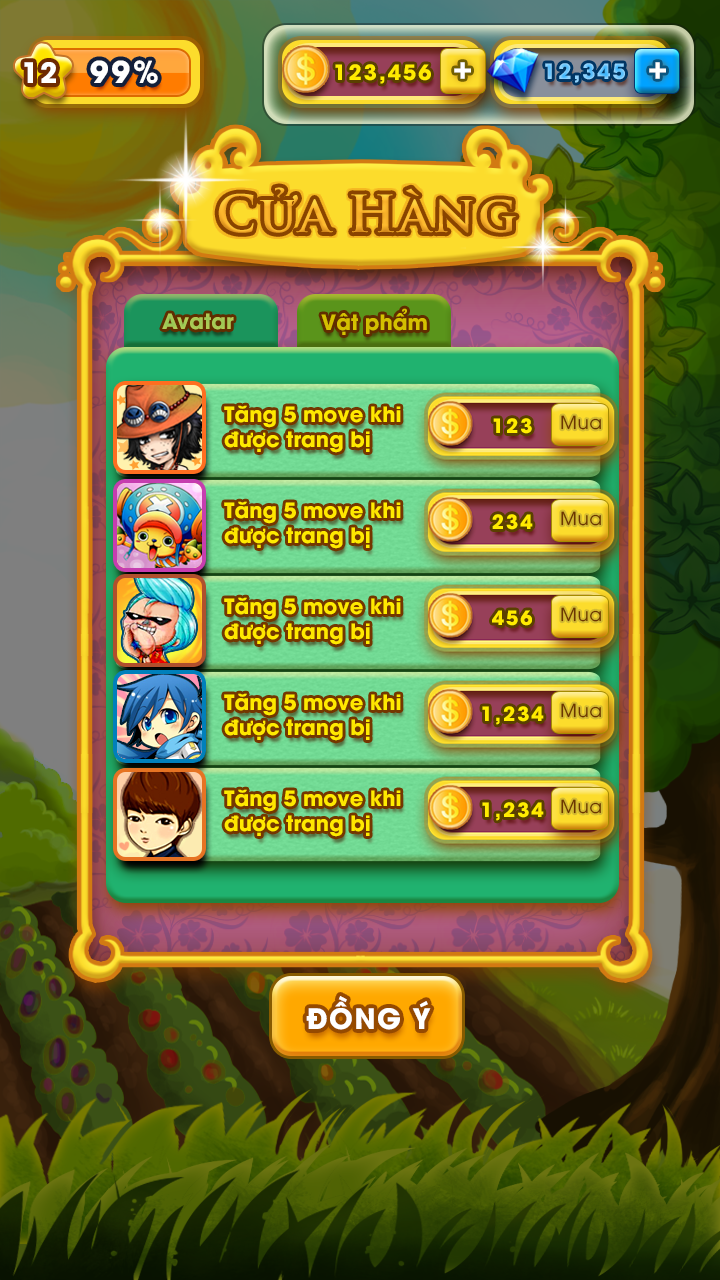 12 99% 123,456 + 12,345 +
CỬA HÀNG
Avatar Vật phẩm
Tăng 5 move khi
được trang bị
123 Mua
Tăng 5 move khi
được trang bị
234 Mua
Tăng 5 move khi
được trang bị
456 Mua
Tăng 5 move khi
được trang bị
1,234 Mua
Tăng 5 move khi
được trang bị
1,234 Mua
ĐỒNG Ý